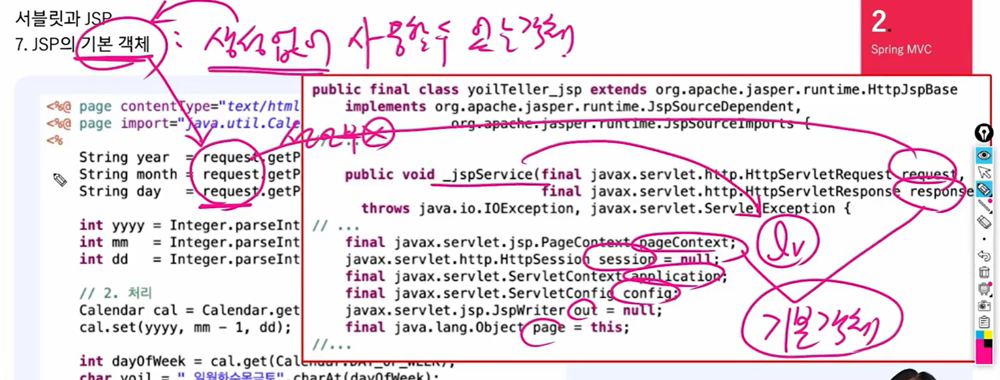 서블릿과 JSP
7. JSP의 기본 객체 : 생성없이 사용할 수 있는 객체
2.
Spring MVC
<%@ page contentType="text/html
<%@ page import="java.util.Cale
<%
String year = request.getP
String month = request.getP
String day = request.getP
int yyyy = Integer.parseInt
int mm = Integer.parseInt
int dd = Integer.parseInt
// 2. 처리
Calendar cal = Calendar.get
cal.set(yyyy, mm - 1, dd);
int dayOfWeek = cal.get(Calendar.DAY_OF_WEEK);
char yoil = " 일월화수목금토".charAt(dayOfWeek);
public final class yoilTeller_jsp extends org.apache.jasper.runtime.HttpJspBase
implements org.apache.jasper.runtime.JspSourceDependent,
org.apache.jasper.runtime.JspSourceImports {
public void _jspService(final javax.servlet.http.HttpServletRequest request,
final javax.servlet.http.HttpServletResponse response
throws java.io.IOException, javax.servlet.ServletException {
// ...
final javax.servlet.jsp.PageContext pageContext;
javax.servlet.http.HttpSession session = null;
final javax.servlet.ServletContext application;
final javax.servlet.ServletConfig config;
javax.servlet.jsp.JspWriter out = null;
final java.lang.Object page = this;
//...
lv
기본객체